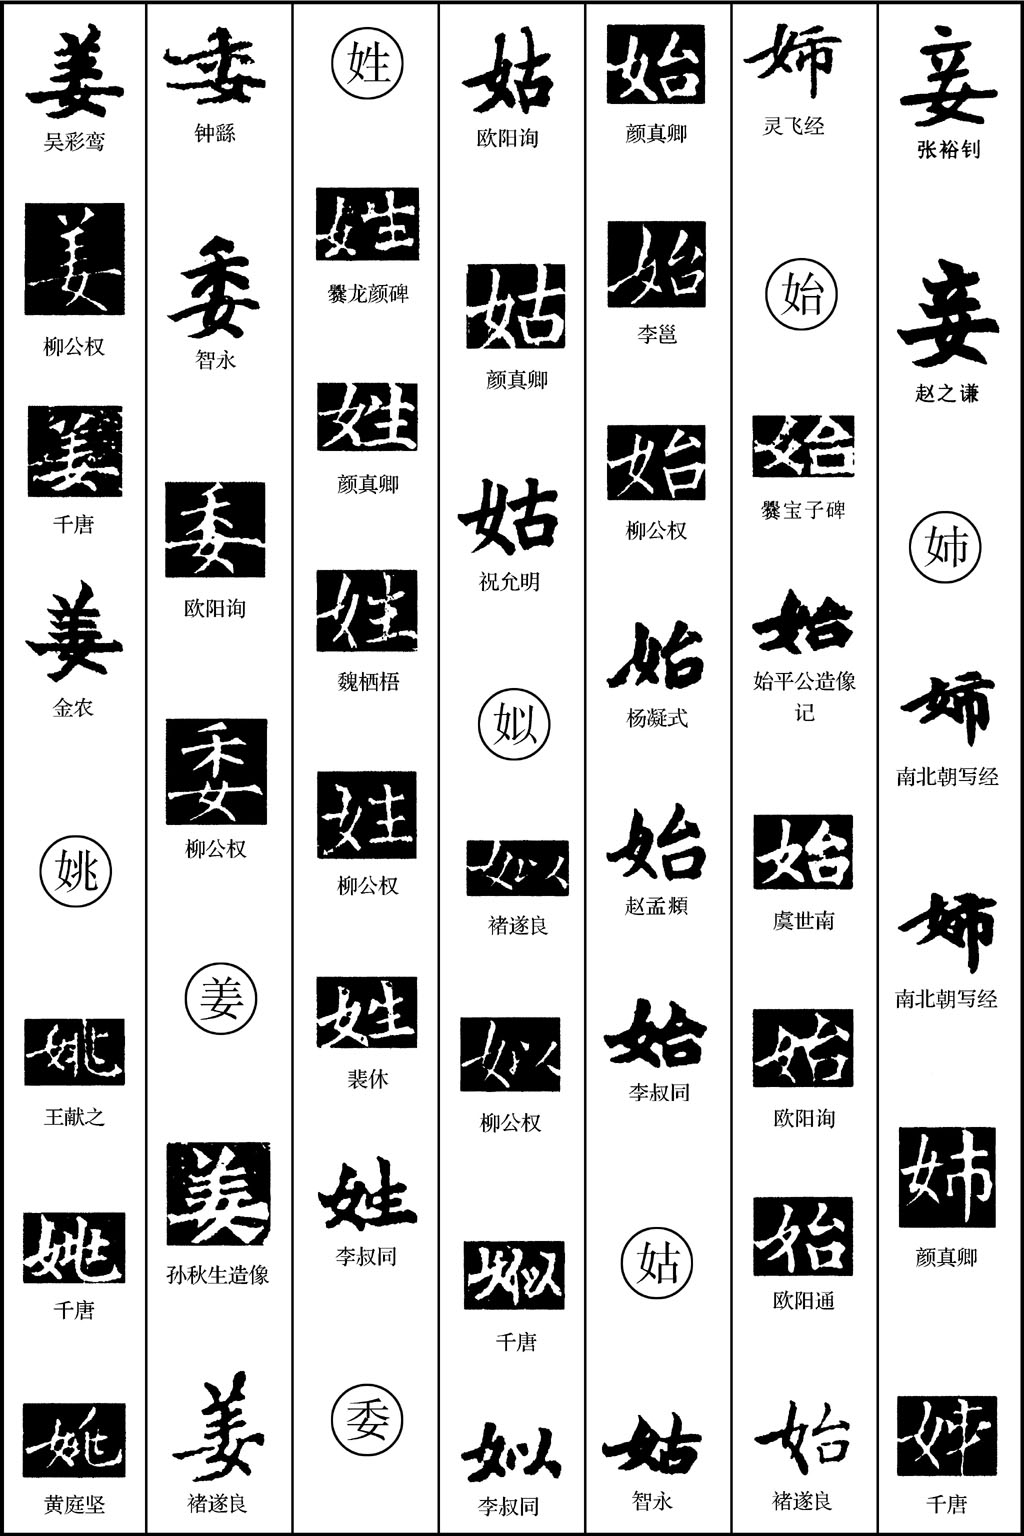 妾
张裕钊
妾
赵之谦
姉
姉
南北朝写经
姉
南北朝写经
姉
颜真卿
姉
千唐
姉
灵飞经
始
始
爨宝子碑
始
始平公造像
记
始
虞世南
始
欧阳询
始
欧阳通
始
褚遂良
始
颜真卿
始
李邕
始
柳公权
始
杨凝式
始
赵孟頫
始
李叔同
姑
姑
智永
姑
欧阳询
姑
颜真卿
姑
祝允明
姒
姒
褚遂良
姒
柳公权
姒
千唐
姒
李叔同
姓
姓
爨龙颜碑
姓
颜真卿
姓
魏栖梧
姓
柳公权
姓
裴休
姓
李叔同
委
委
钟繇
委
智永
委
欧阳询
委
柳公权
姜
姜
孙秋生造像
姜
褚遂良
姜
吴彩鸾
姜
柳公权
姜
千唐
姜
金农
姚
姚
王献之
姚
千唐
姚
黄庭坚